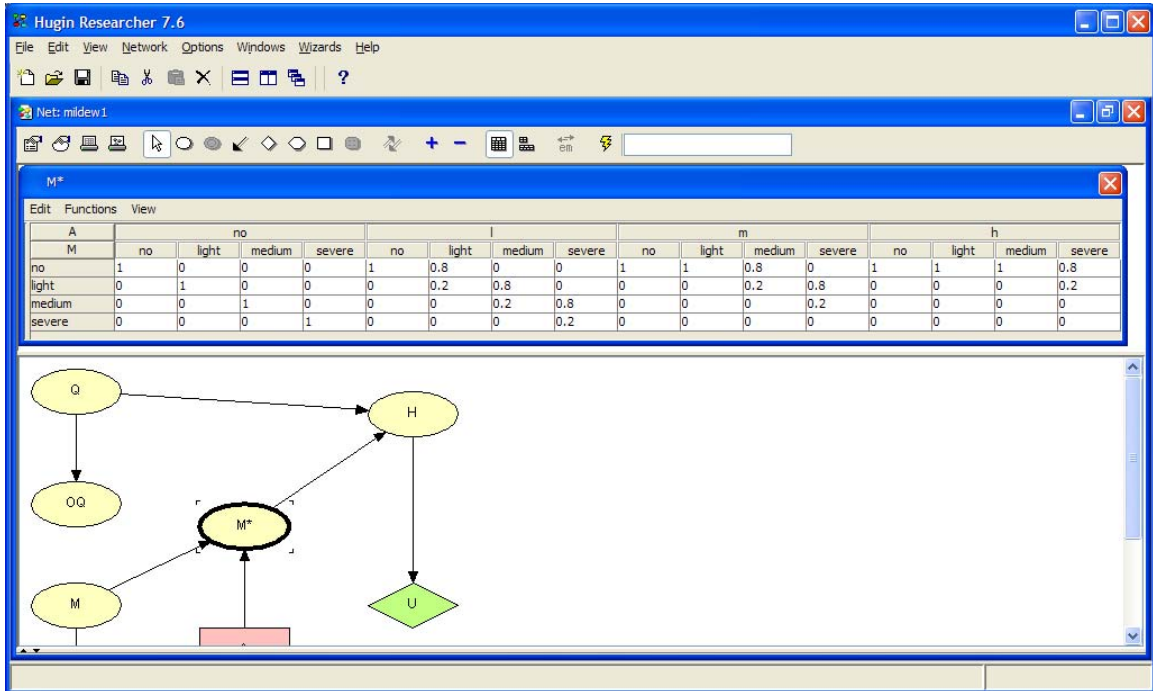 Hugin Researcher 7.6
File Edit View Network Options Windows Wizards Help
?
Net: mildew1
em
M*
Edit Functions View
A no l m h
M no light medium severe no light medium severe no light medium severe no light medium severe
no 1 0 0 0 1 0.8 0 0 1 1 0.8 0 1 1 1 0.8
light 0 1 0 0 0 0.2 0.8 0 0 0 0.2 0.8 0 0 0 0.2
medium 0 0 1 0 0 0 0.2 0.8 0 0 0 0.2 0 0 0 0
severe 0 0 0 1 0 0 0 0.2 0 0 0 0 0 0 0 0
Q
H
OQ
M*
M
U